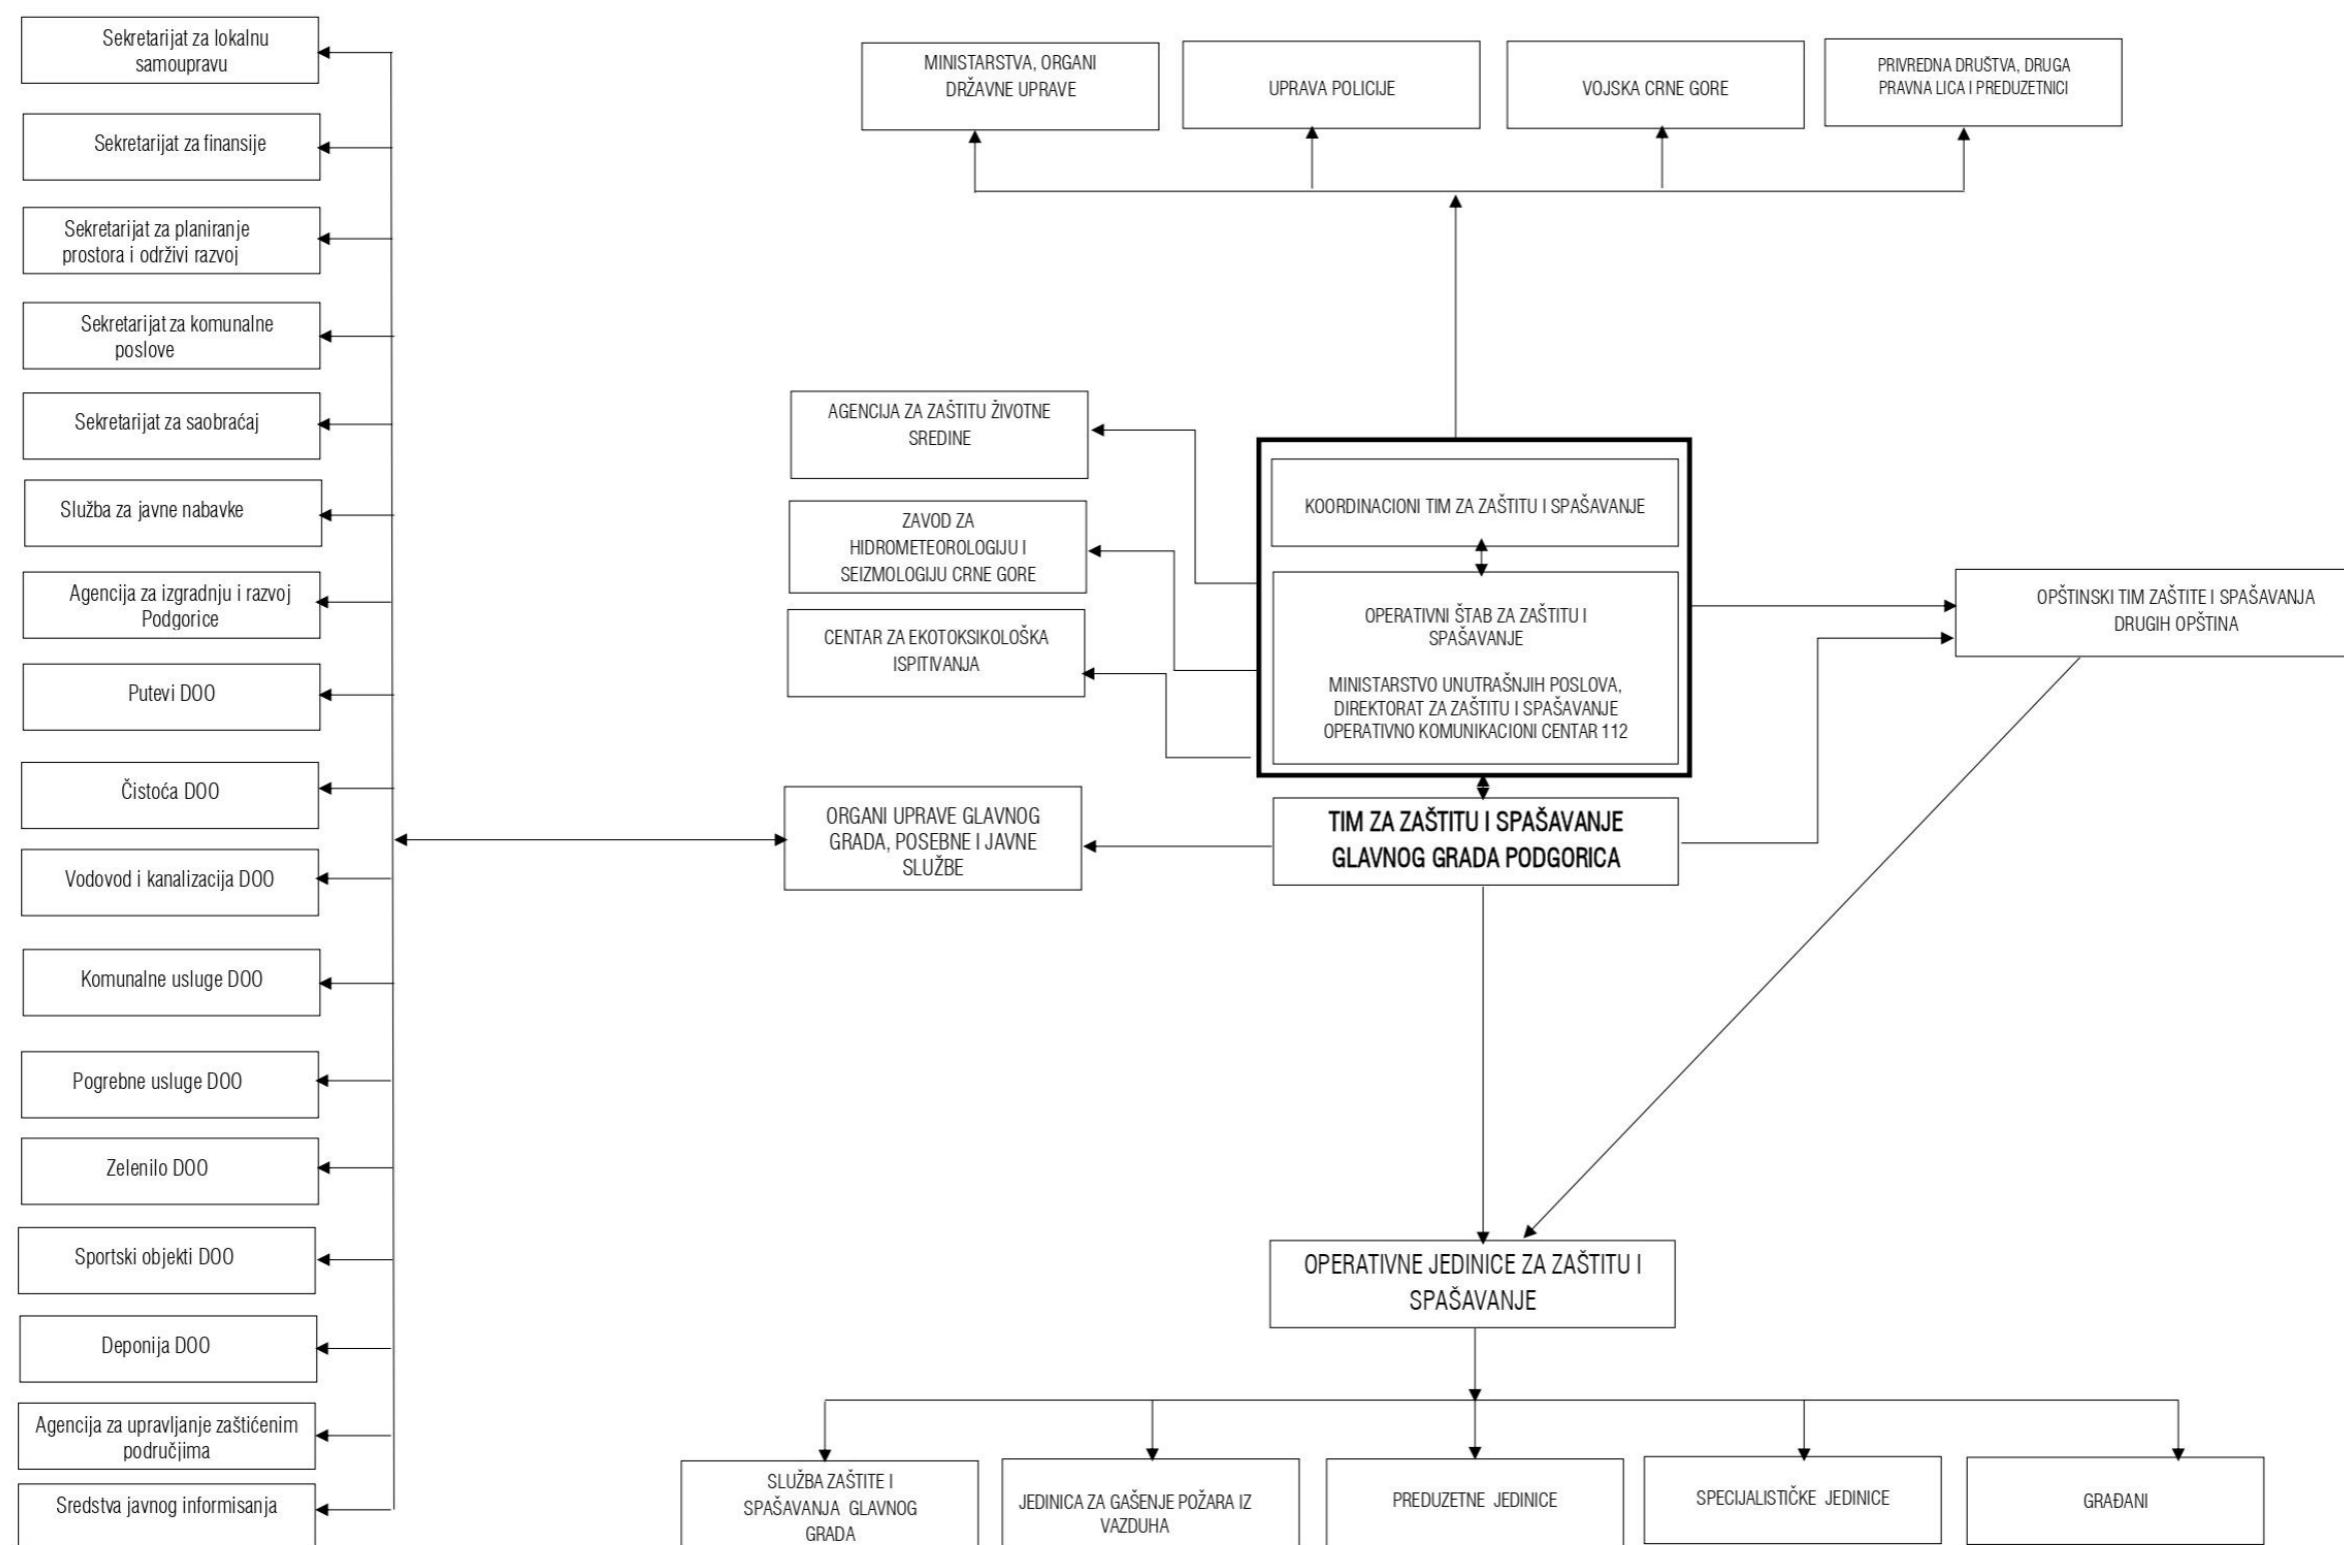 Sekretarijat za lokalnu
samoupravu
Sekretarijat za finansije
Sekretarijat za planiranje
prostora i održivi razvoj
Sekretarijat za komunalne
poslove
Sekretarijat za saobraćaj
Služba za javne nabavke
Agencija za izgradnju i razvoj
Podgorice
Putevi DOO
Čistoća DOO
Vodovod i kanalizacija DOO
Komunalne usluge DOO
Pogrebne usluge DOO
Zelenilo DOO
Sportski objekti DOO
Deponija DOO
Agencija za upravljanje zaštićenim
područjima
Sredstva javnog informisanja
MINISTARSTVA, ORGANI
DRŽAVNE UPRAVE
UPRAVA POLICIJE
VOJSKA CRNE GORE
PRIVREDNA DRUŠTVA, DRUGA
PRAVNA LICA I PREDUZETNICI
AGENCIJA ZA ZAŠTITU ŽIVOTNE
SREDINE
ZAVOD ZA
HIDROMETEOROLOGIJU I
SEIZMOLOGIJU CRNE GORE
CENTAR ZA EKOTOKSIKOLOŠKA
ISPITIVANJA
ORGANI UPRAVE GLAVNOG
GRADA, POSEBNE I JAVNE
SLUŽBE
KOORDINACIONI TIM ZA ZAŠTITU I SPAŠAVANJE
OPERATIVNI ŠTAB ZA ZAŠTITU I
SPAŠAVANJE
MINISTARSTVO UNUTRAŠNJIH POSLOVA,
DIREKTORAT ZA ZAŠTITU I SPAŠAVANJE
OPERATIVNO KOMUNIKACIONI CENTAR 112
TIM ZA ZAŠTITU I SPAŠAVANJE
GLAVNOG GRADA PODGORICA
OPŠTINSKI TIM ZAŠTITE I SPAŠAVANJA
DRUGIH OPŠTINA
OPERATIVNE JEDINICE ZA ZAŠTITU I
SPAŠAVANJE
SLUŽBA ZAŠTITE I
SPAŠAVANJA GLAVNOG
GRADA
JEDINICA ZA GAŠENJE POŽARA IZ
VAZDUHA
PREDUZETNE JEDINICE
SPECIJALISTIČKE JEDINICE
GRAĐANI